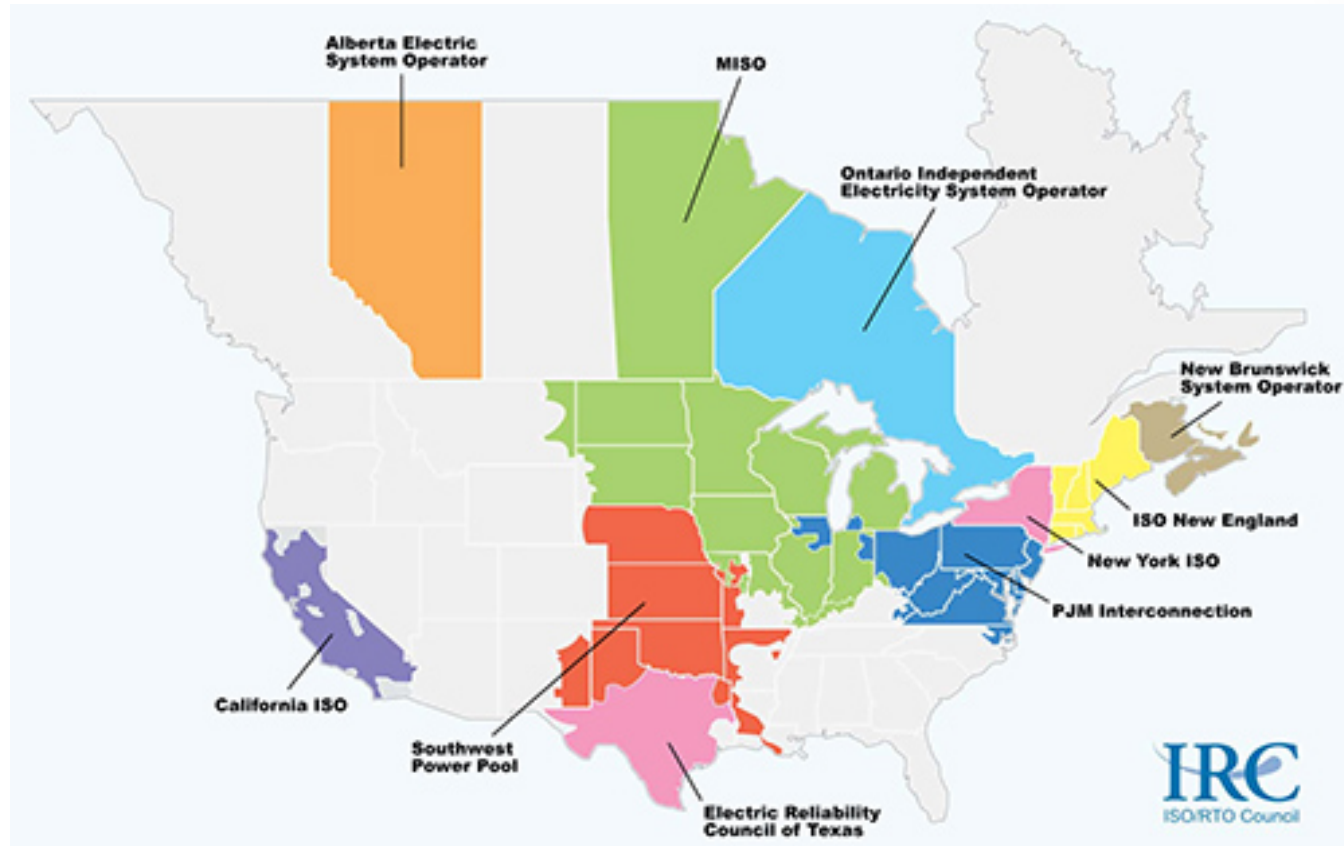 Alberta Electric
System Operator
MISO
Ontario Independent
Electricity System Operator
New Brunswick
System Operator
ISO New England
New York ISO
PJM Interconnection
California ISO
Southwest
Power Pool
Electric Reliability
Council of Texas
IRC
ISO/RTO Council